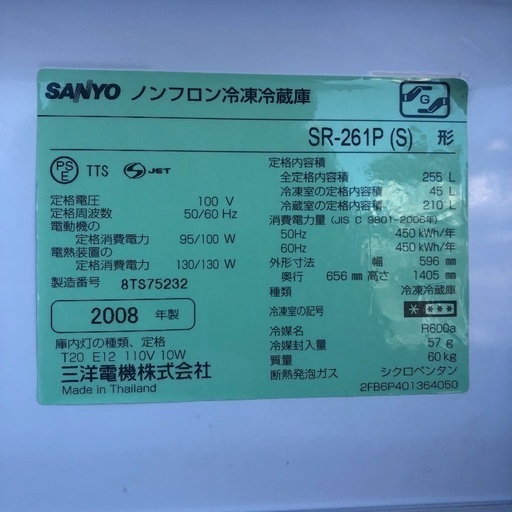 SANYO ノンフロン冷凍冷蔵庫
G
SR-261P (S) 形
PS E TTS S JET
定格電圧 100 V
定格周波数 50/60 Hz
電動機の
定格消費電力 95/100 W
電熱装置の
定格消費電力 130/130 W
製造番号 8TS75232
2008 年製
庫内灯の種類、定格
T20 E12 110V 10W
三洋電機株式会社
Made in Thailand
定格内容積
全定格内容積 255 L
冷凍室の定格内容積 45 L
冷蔵室の定格内容積 210 L
消費電力量 (JIS C 9801-2006年)
50Hz 450 kWh/年
60Hz 450 kWh/年
外形寸法 幅 596 mm
奥行 656 mm 高さ 1405 mm
種類 冷凍冷蔵庫
冷凍室の記号 * ***
冷媒名 R600a
冷媒封入量 57 g
質量 60 kg
断熱発泡ガス シクロペンタン
2FB6P401364050